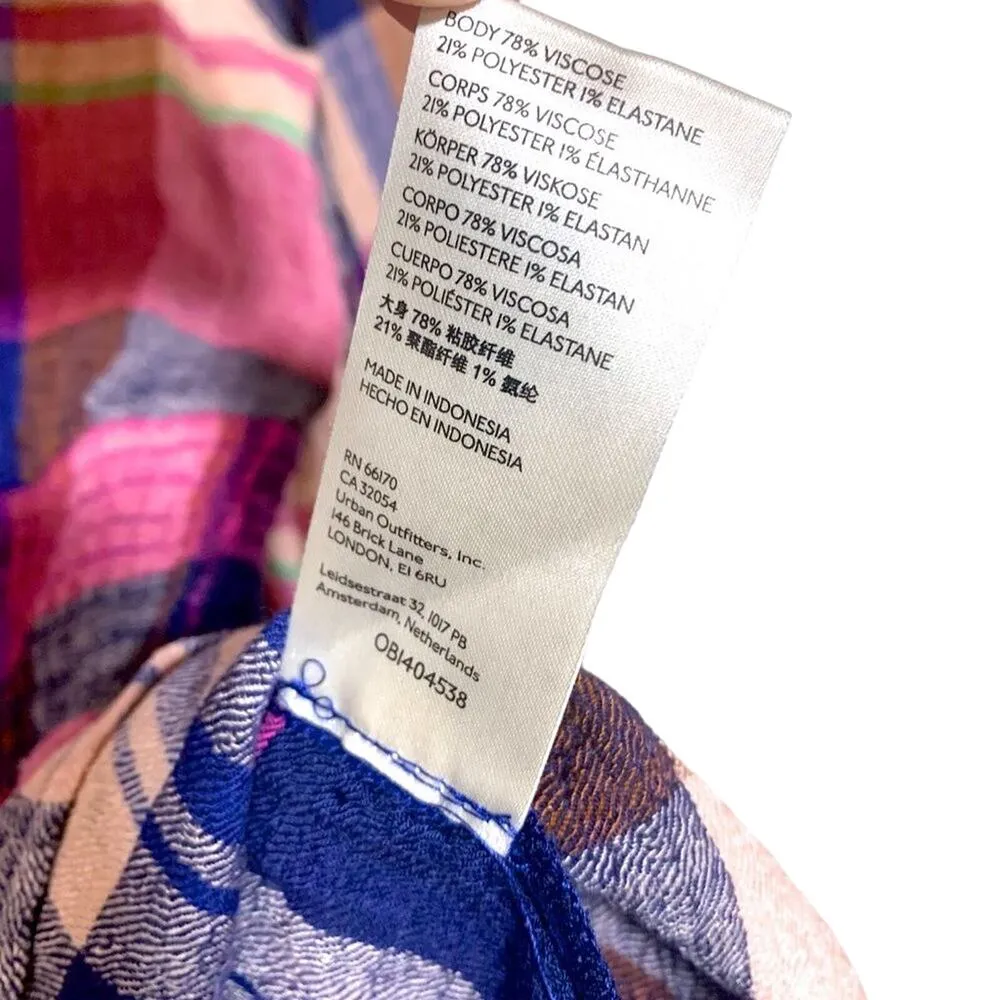 BODY 78% VISCOSE
21% POLYESTER 1% ELASTANE
CORPS 78% VISCOSE
21% POLYESTER 1% ÉLASTHANNE
KÖRPER 78% VISKOSE
21% POLYESTER 1% ELASTAN
CORPO 78% VISCOSA
21% POLIESTERE 1% ELASTAN
CUERPO 78% VISCOSA
21% POLIÉSTER 1% ELASTANE
大身 78% 粘胶纤维
21% 聚酯纤维 1% 氨纶
MADE IN INDONESIA
HECHO EN INDONESIA
RN 66170
CA 32054
Urban Outfitters, Inc.
146 Brick Lane
LONDON, E1 6RU
Leidsestraat 32, 1017 PB
Amsterdam, Netherlands
OB1404538